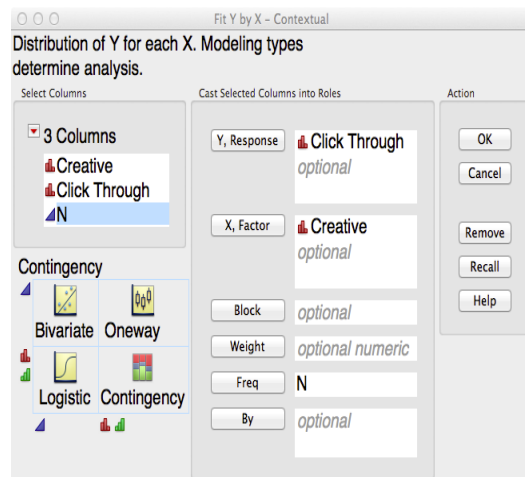 Fit Y by X – Contextual
Distribution of Y for each X. Modeling types
determine analysis.
Select Columns
3 Columns
Creative
Click Through
N
Contingency
Bivariate Oneway
Logistic Contingency
Cast Selected Columns into Roles
Y, Response Click Through
optional
X, Factor Creative
optional
Block optional
Weight optional numeric
Freq N
By optional
Action
OK
Cancel
Remove
Recall
Help